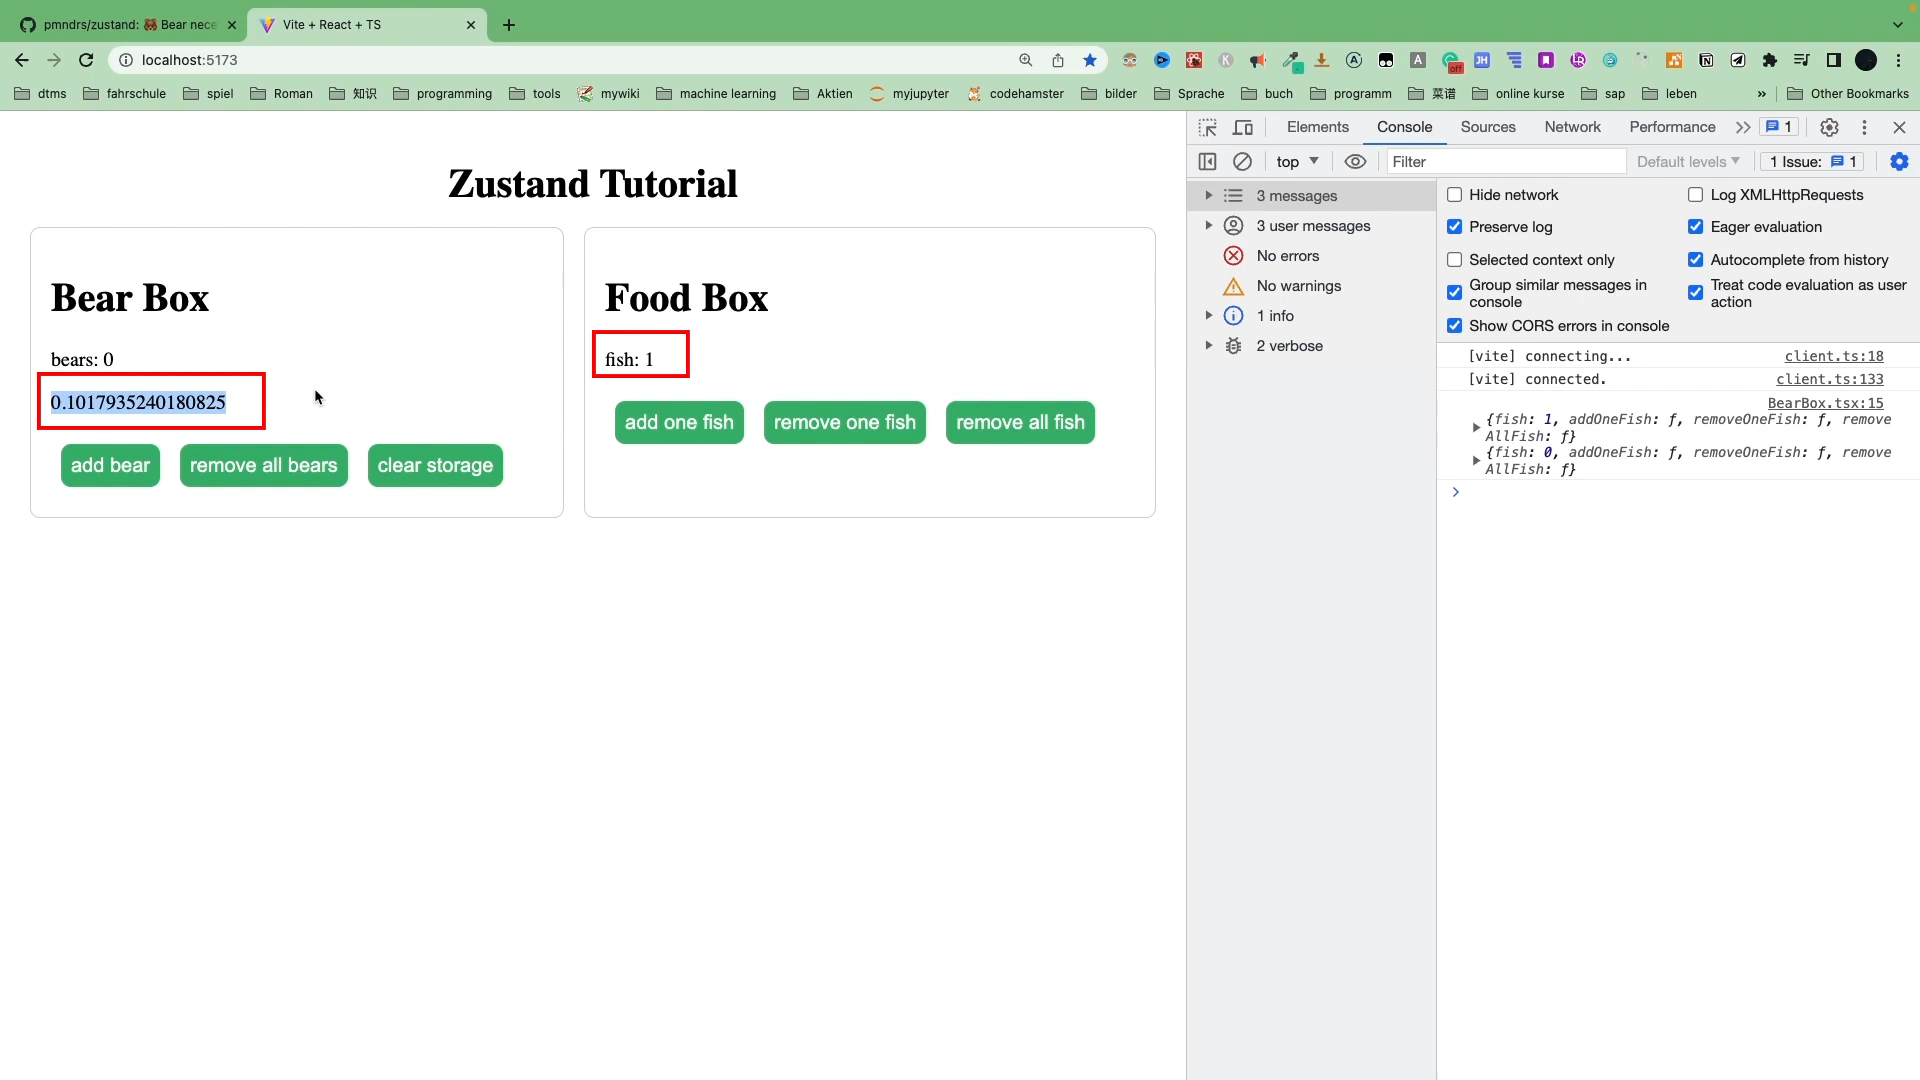 pmndrs/zustand: 🐻 Bear nece
Vite + React + TS
localhost:5173
dtms
fahrschule
spiel
Roman
知识
programming
tools
mywiki
machine learning
Aktien
myjupyter
codehamster
bilder
Sprache
buch
programm
菜谱
online kurse
sap
leben
»
Other Bookmarks
Zustand Tutorial
Bear Box
bears: 0
0.1017935240180825
add bear
remove all bears
clear storage
Food Box
fish: 1
add one fish
remove one fish
remove all fish
Elements
Console
Sources
Network
Performance
1
top
Filter
Default levels
1 Issue:
1
3 messages
3 user messages
No errors
No warnings
1 info
2 verbose
Hide network
Log XMLHttpRequests
Preserve log
Eager evaluation
Selected context only
Autocomplete from history
Group similar messages in
console
Treat code evaluation as user
action
Show CORS errors in console
[vite] connecting...
client.ts:18
[vite] connected.
client.ts:133
BearBox.tsx:15
{fish: 1, addOneFish: ƒ, removeOneFish: ƒ, remove
AllFish: ƒ}
{fish: 0, addOneFish: ƒ, removeOneFish: ƒ, remove
AllFish: ƒ}